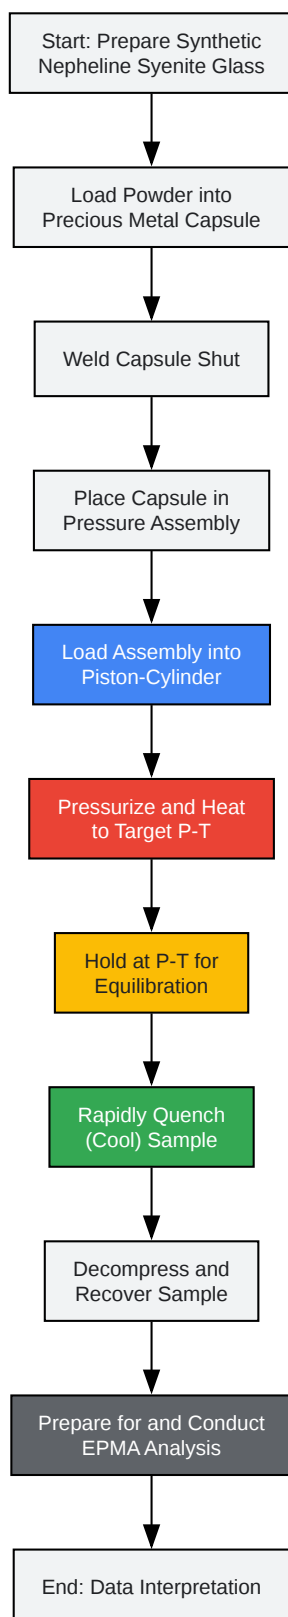 Start: Prepare Synthetic
Nepheline Syenite Glass
Load Powder into
Precious Metal Capsule
Weld Capsule Shut
Place Capsule in
Pressure Assembly
Load Assembly into
Piston-Cylinder
Pressurize and Heat
to Target P-T
Hold at P-T for
Equilibration
Rapidly Quench
(Cool) Sample
Decompress and
Recover Sample
Prepare for and Conduct
EPMA Analysis
End: Data Interpretation